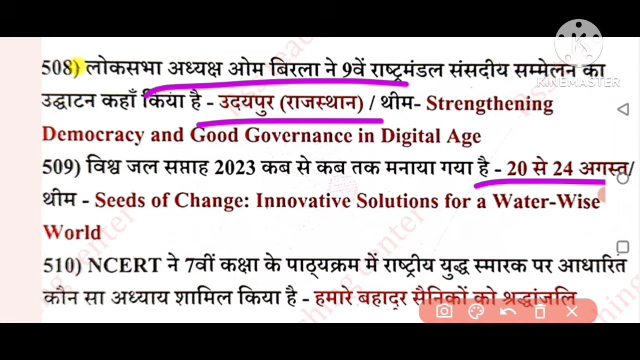 Made with
KINEMASTER
508) लोकसभा अध्यक्ष ओम बिरला ने 9वें राष्ट्रमंडल संसदीय सम्मेलन का
उद्घाटन कहाँ किया है - उदयपुर (राजस्थान) / थीम- Strengthening
Democracy and Good Governance in Digital Age
509) विश्व जल सप्ताह 2023 कब से कब तक मनाया गया है - 20 से 24 अगस्त/
थीम - Seeds of Change: Innovative Solutions for a Water-Wise
World
510) NCERT ने 7वीं कक्षा के पाठ्यक्रम में राष्ट्रीय युद्ध स्मारक पर आधारित
कौन सा अध्याय शामिल किया है - हमारे बहादुर सैनिकों को श्रद्धांजलि